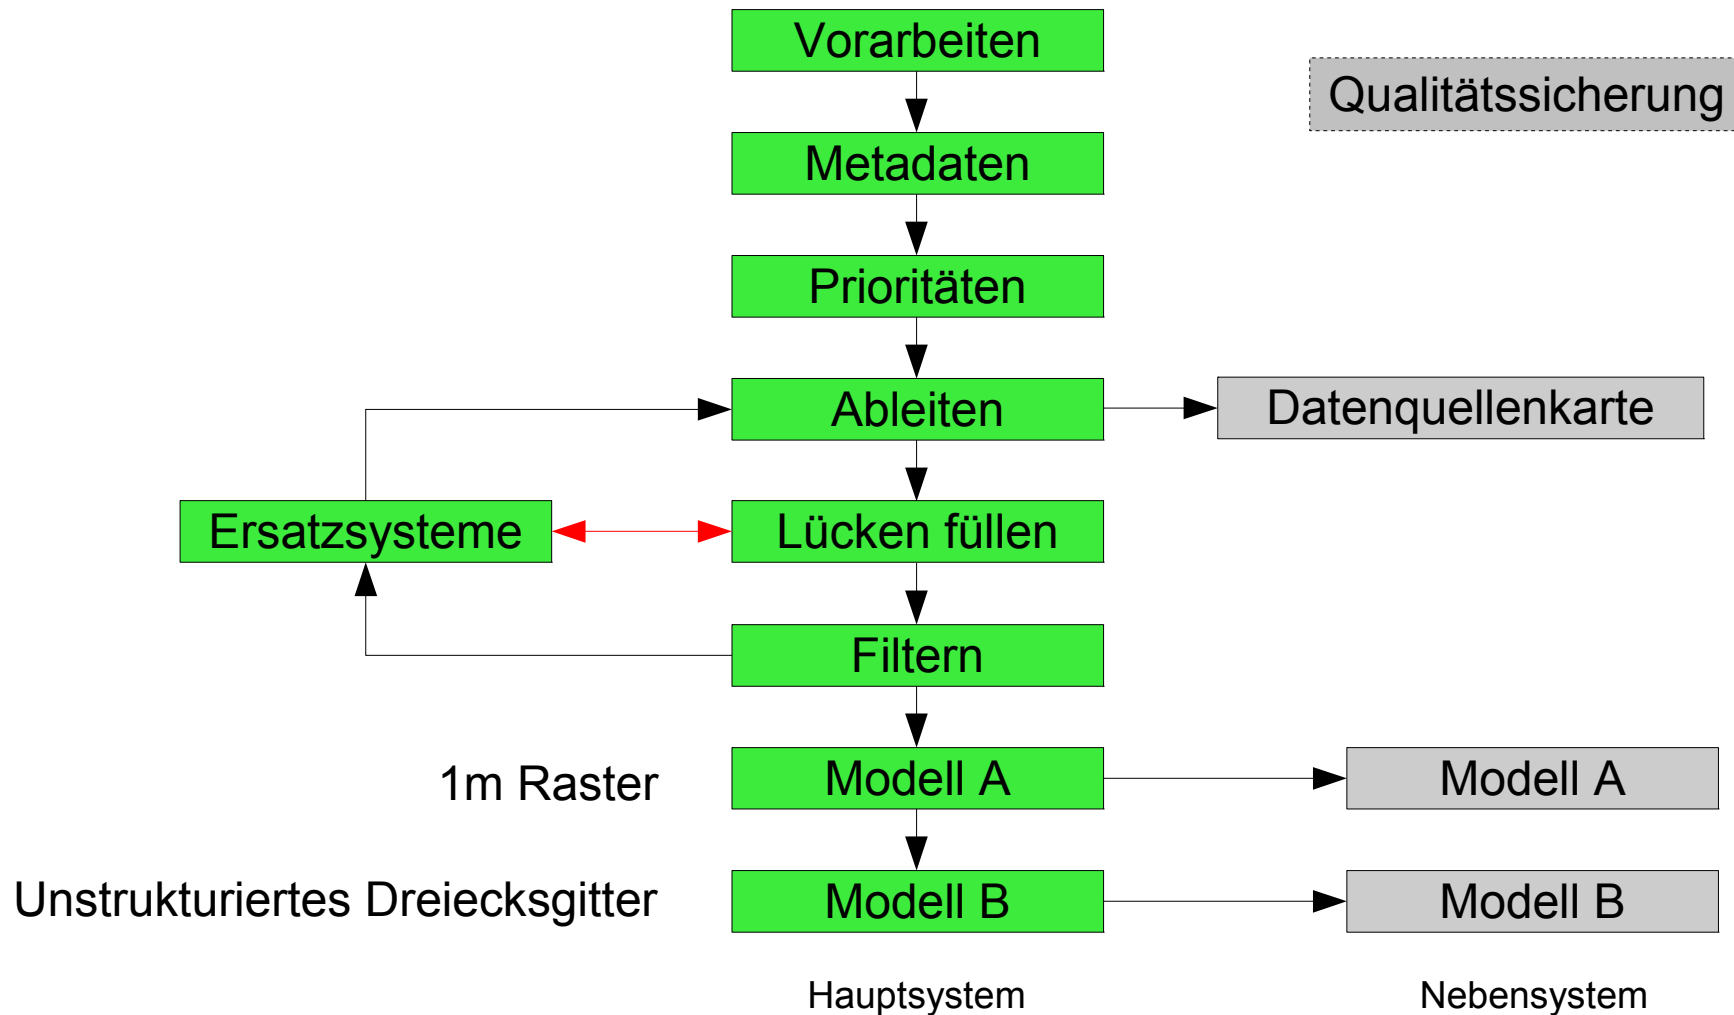 Vorarbeiten
Qualitätssicherung
Metadaten
Prioritäten
Ableiten
Datenquellenkarte
Ersatzsysteme
Lücken füllen
Filtern
1m Raster
Modell A
Modell A
Unstrukturiertes Dreiecksgitter
Modell B
Modell B
Hauptsystem
Nebensystem